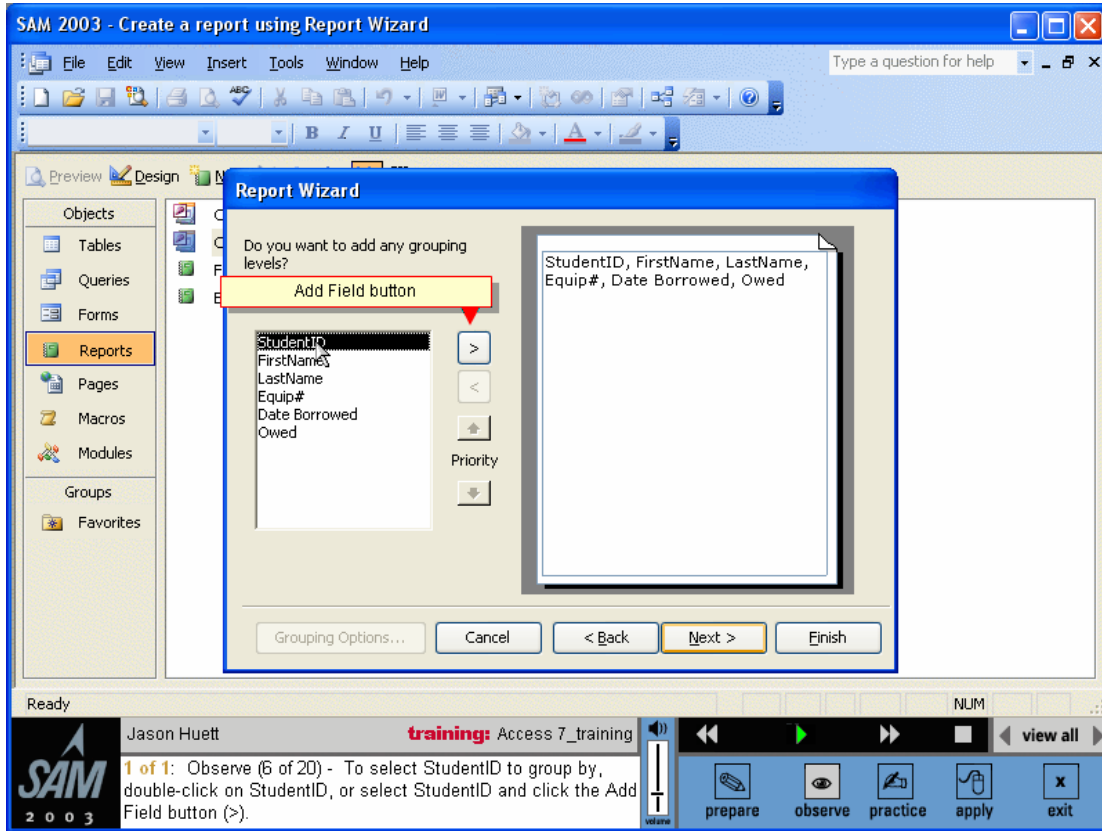 SAM 2003 - Create a report using Report Wizard
File Edit View Insert Tools Window Help
Type a question for help
ABC
W
B I U A
Preview Design
Objects
Tables
Queries
Forms
Reports
Pages
Macros
Modules
Groups
Favorites
Report Wizard
Do you want to add any grouping
levels?
Add Field button
StudentID
FirstName
LastName
Equip#
Date Borrowed
Owed
>
<
Priority
StudentID, FirstName, LastName,
Equip#, Date Borrowed, Owed
Grouping Options... Cancel < Back Next > Finish
Ready
NUM
Jason Huett
training: Access 7_training
view all
SAM
2003
1 of 1: Observe (6 of 20) - To select StudentID to group by,
double-click on StudentID, or select StudentID and click the Add
Field button (>).
volume
prepare observe practice apply exit
x